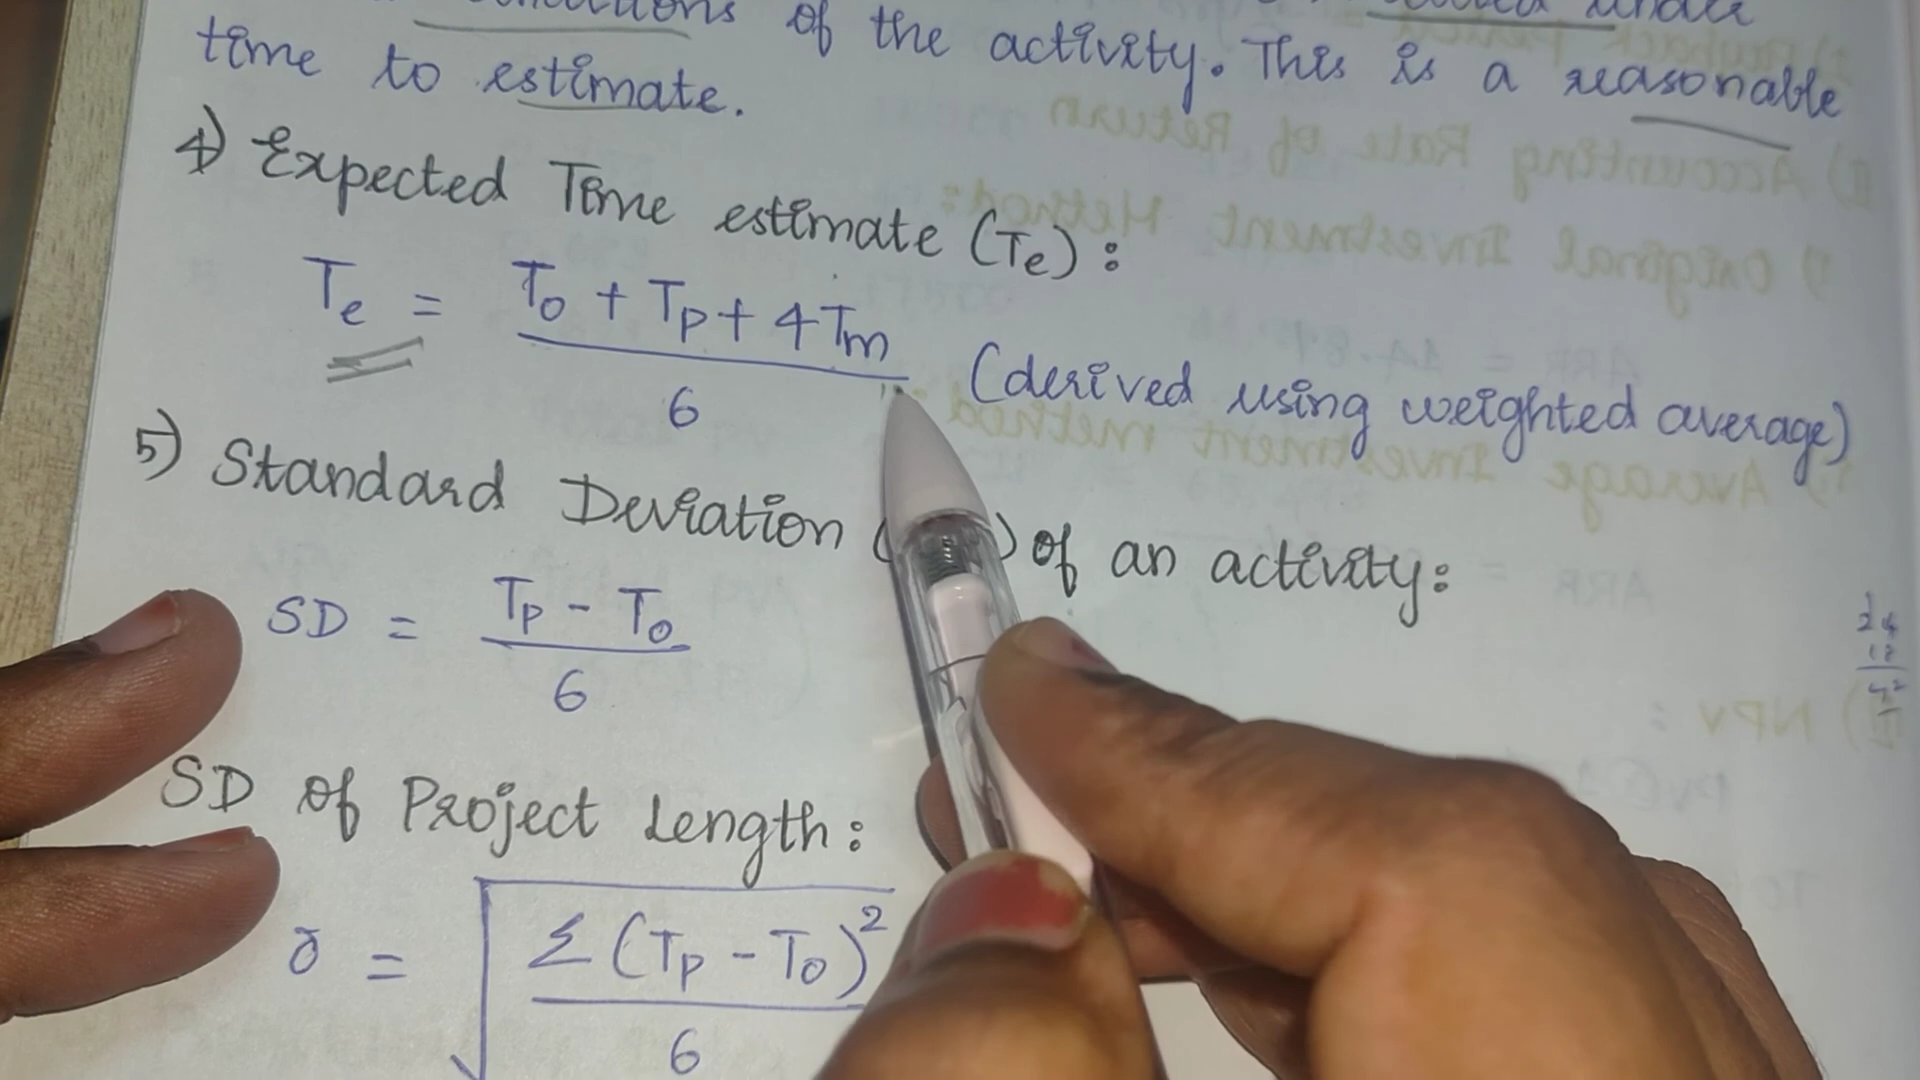 of the activity. This is a reasonable
time to estimate.
4) Expected Time estimate (Te):
Te = To + Tp + 4Tm
6
(derived using weighted average)
5) Standard Deviation ( ) of an activity:
SD = Tp - To
6
SD of Project Length:
σ = √ Σ (Tp - To)²
6